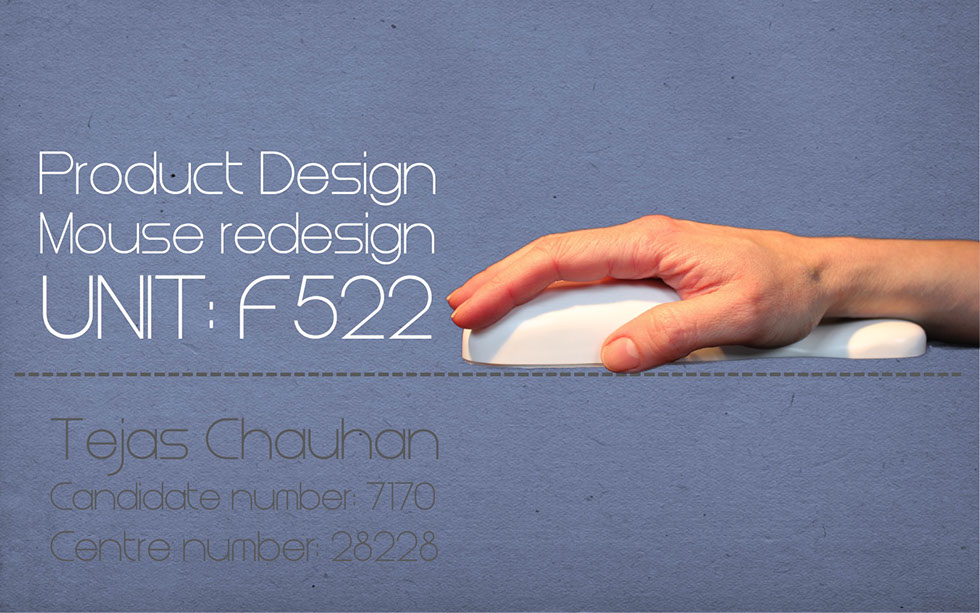 Product Design
Mouse redesign
UNIT: F522
Tejas Chauhan
Candidate number: 7170
Centre number: 28228